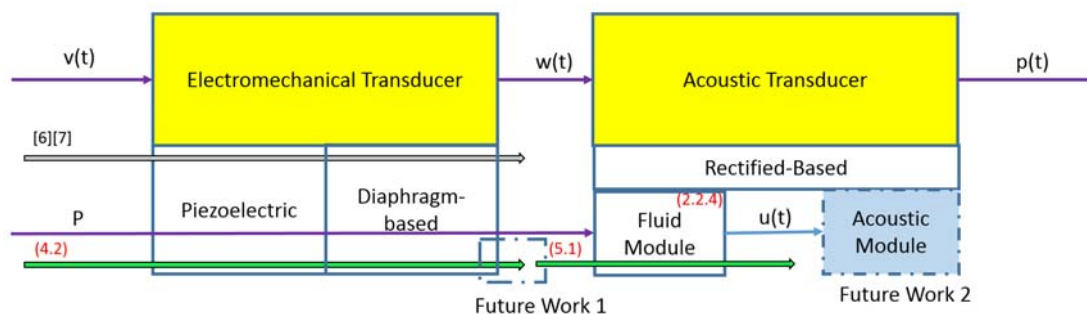 v(t)
Electromechanical Transducer
w(t)
Acoustic Transducer
p(t)
[6][7]
Rectified-Based
Piezoelectric
Diaphragm-
based
P
(2.2.4)
Fluid
Module
u(t)
Acoustic
Module
(4.2)
(5.1)
Future Work 1
Future Work 2